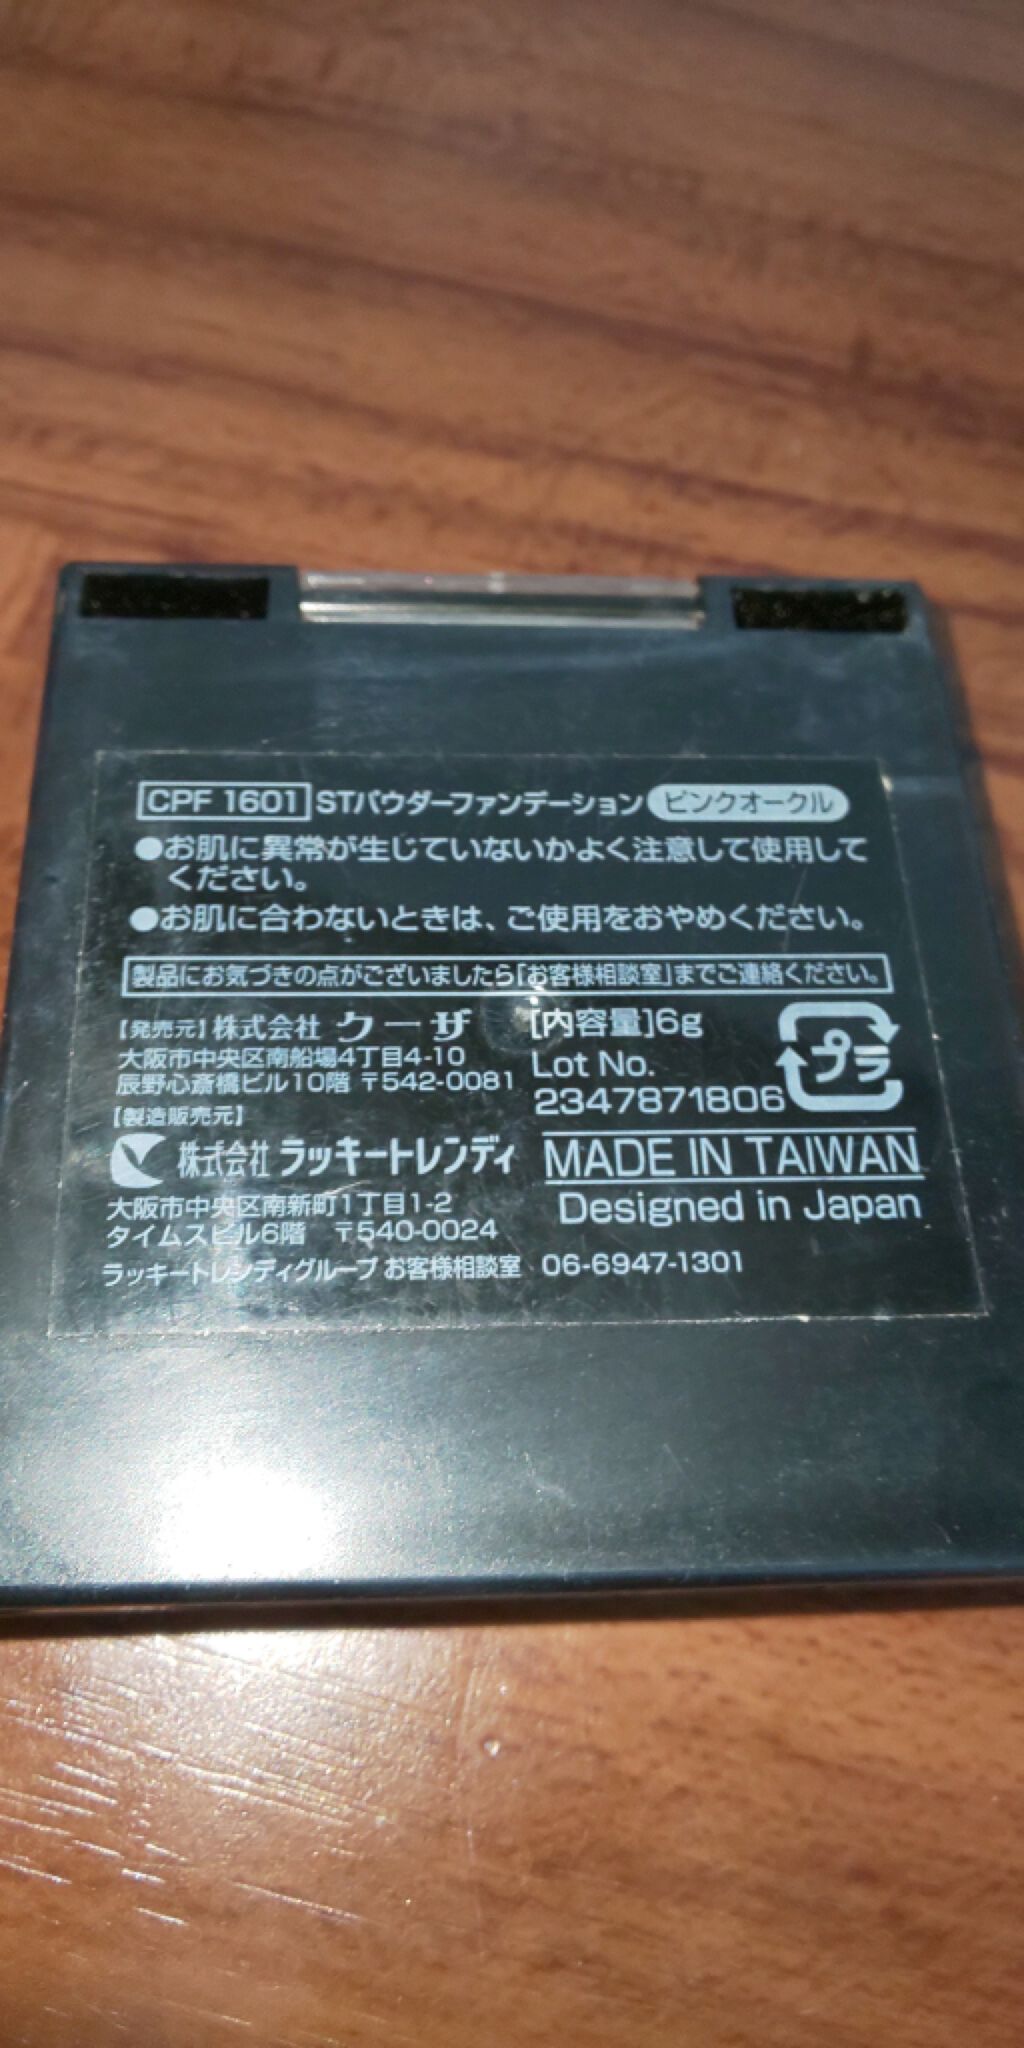 CPF 1601 STパウダーファンデーション ピンクオークル
●お肌に異常が生じていないかよく注意して使用して
ください。
●お肌に合わないときは、ご使用をおやめください。
製品にお気づきの点がございましたら「お客様相談室」までご連絡ください。
【発売元】株式会社 クーザ
大阪市中央区南船場4丁目4-10
辰野心斎橋ビル10階 〒542-0081
【製造販売元】
株式会社 ラッキートレンディ
大阪市中央区南新町1丁目1-2
タイムスビル6階 〒540-0024
ラッキートレンディグループ お客様相談室 06-6947-1301
[内容量]6g
Lot No.
2347871806
プラ
MADE IN TAIWAN
Designed in Japan